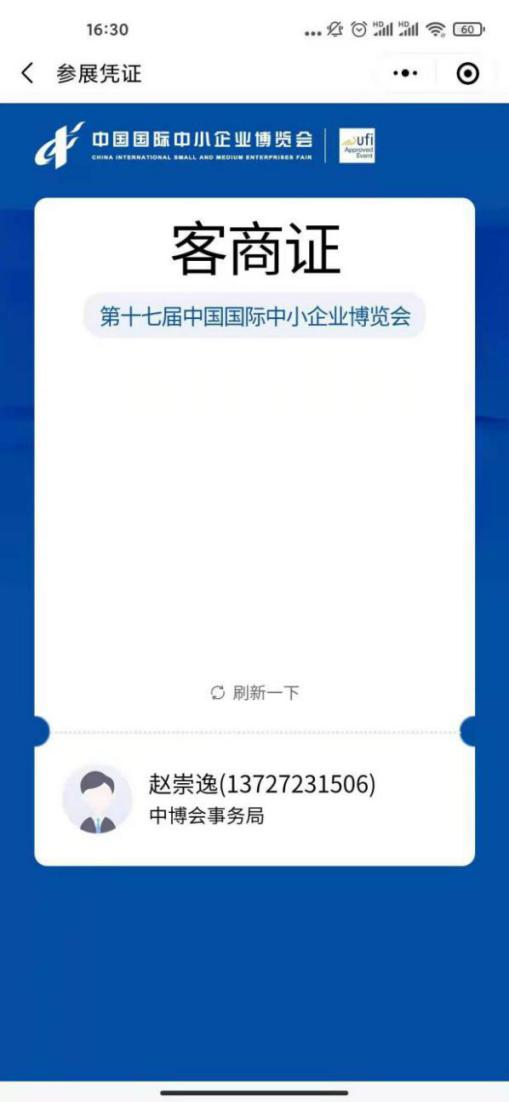 16:30
HD HD 60
参展凭证
中国国际中小企业博览会
CHINA INTERNATIONAL SMALL AND MEDIUM ENTERPRISES FAIR
ufi
Approved
Event
客商证
第十七届中国国际中小企业博览会
刷新一下
赵崇逸(13727231506)
中博会事务局